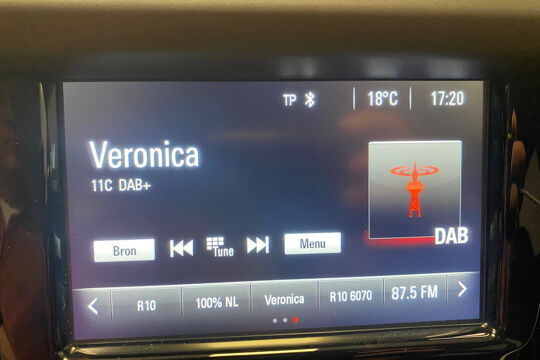 TP 18°C 17:20
Veronica
11C DAB+
DAB
Bron Tune Menu
R10 100% NL Veronica R10 6070 87.5 FM